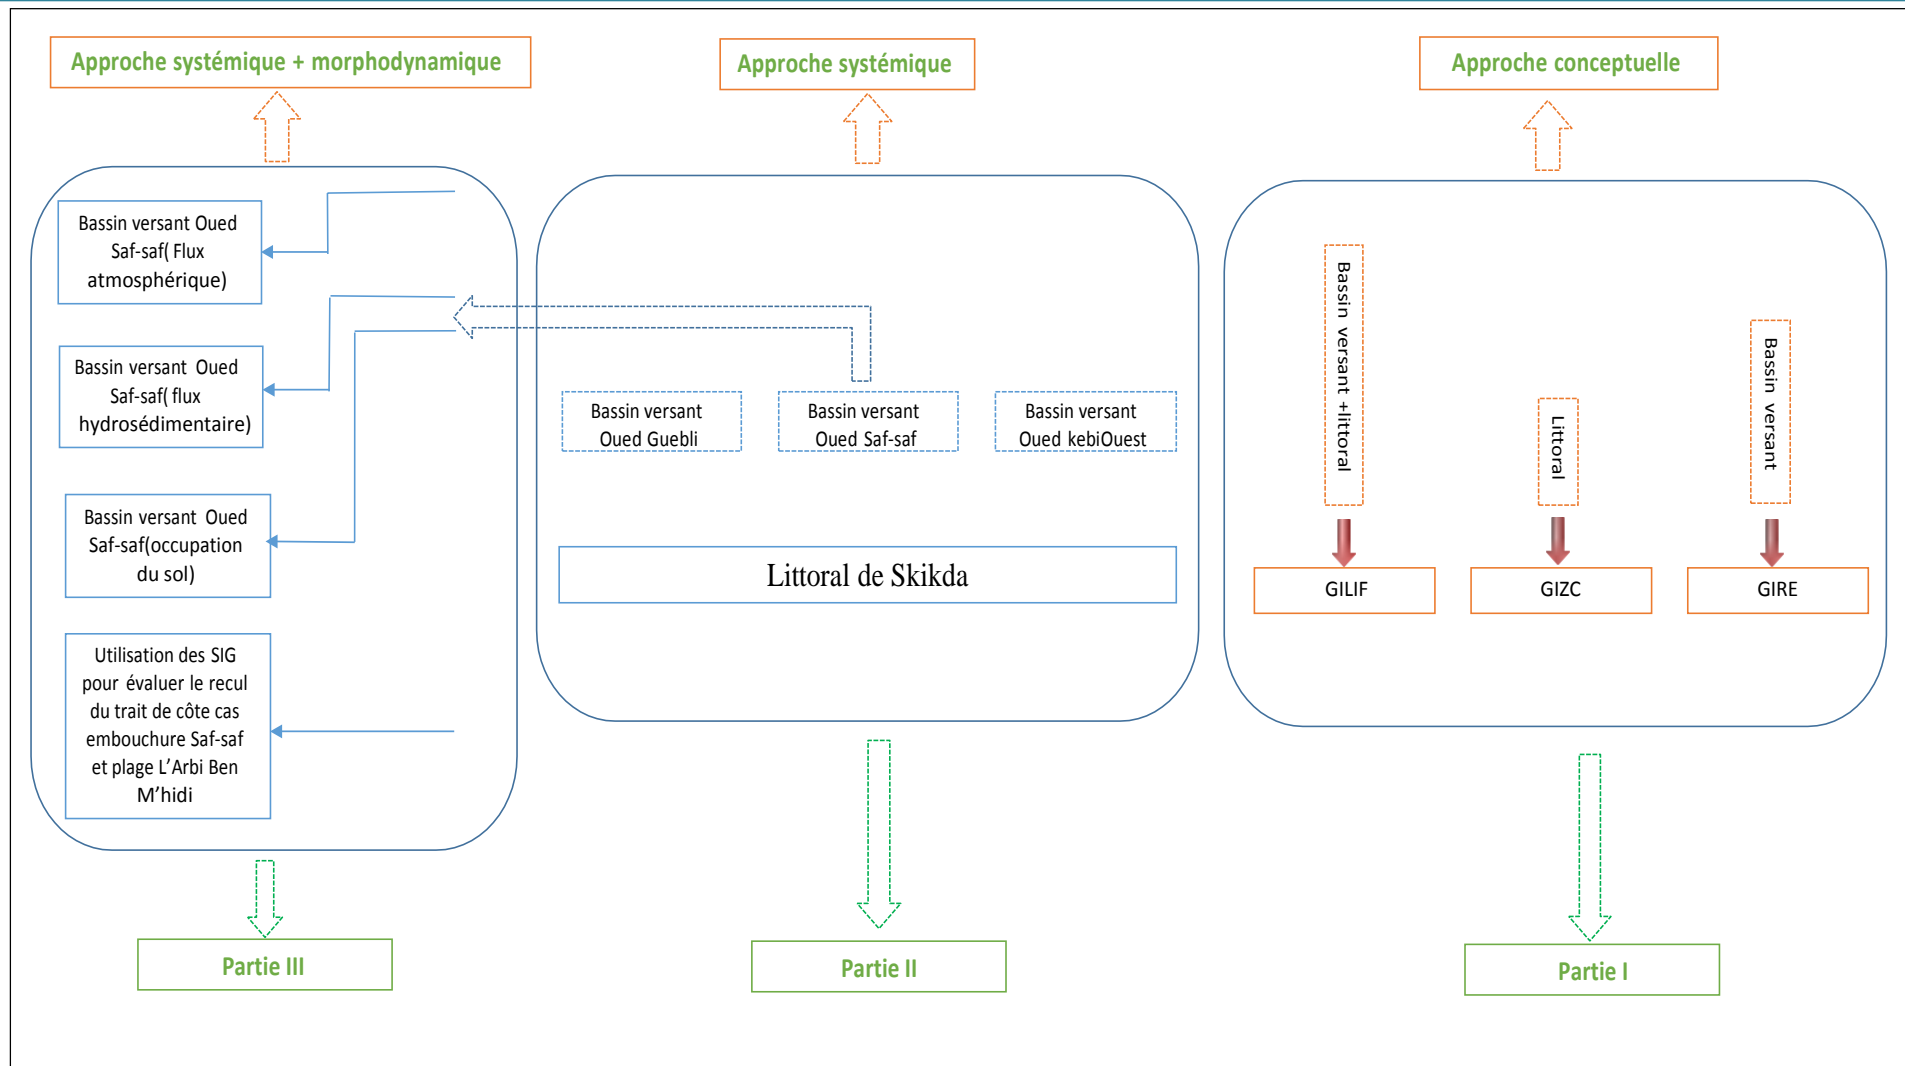 Approche systémique + morphodynamique
Approche systémique
Approche conceptuelle
Bassin versant Oued
Saf-saf( Flux
atmosphérique)
Bassin versant Oued
Saf-saf( flux
hydrosédimentaire)
Bassin versant Oued
Saf-saf(occupation
du sol)
Utilisation des SIG
pour évaluer le recul
du trait de côte cas
embouchure Saf-saf
et plage L'Arbi Ben
M'hidi
Bassin versant
Oued Guebli
Bassin versant
Oued Saf-saf
Bassin versant
Oued kebiOuest
Littoral de Skikda
Bassin versant +littoral
Littoral
Bassin versant
GILIF
GIZC
GIRE
Partie III
Partie II
Partie I